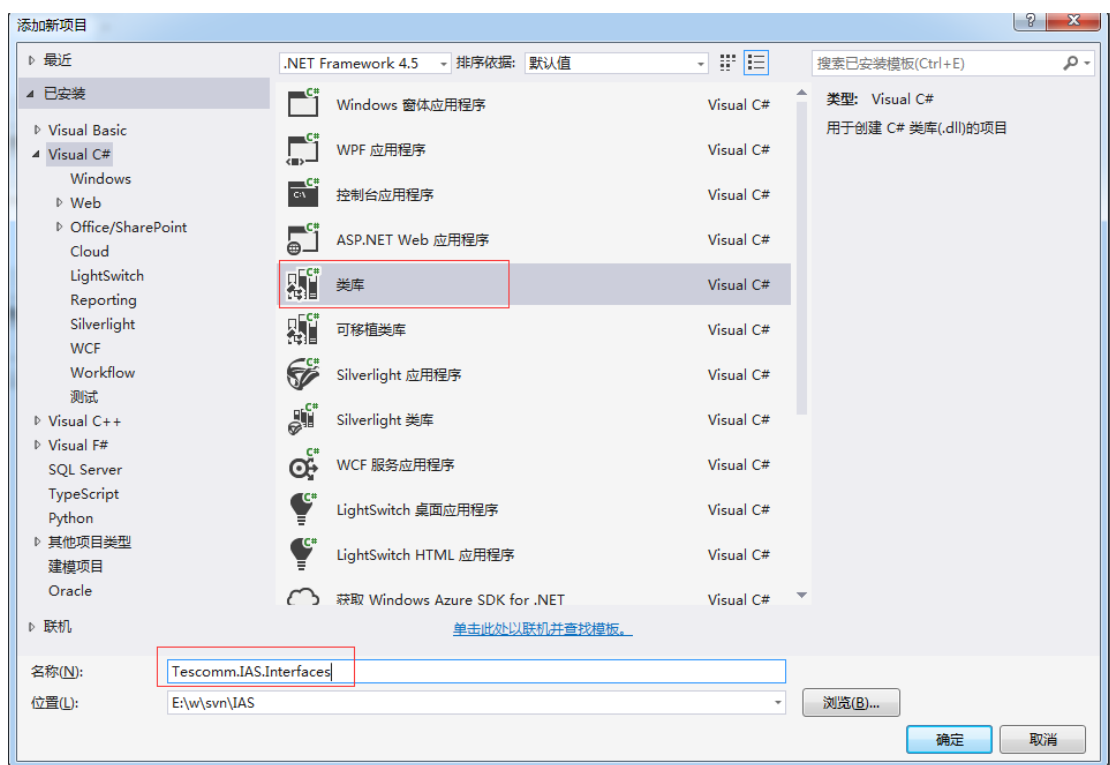 添加新项目
最近
.NET Framework 4.5 排序依据: 默认值
搜索已安装模板(Ctrl+E)
已安装
Visual Basic
Visual C#
Windows
Web
Office/SharePoint
Cloud
LightSwitch
Reporting
Silverlight
WCF
Workflow
测试
Visual C++
Visual F#
SQL Server
TypeScript
Python
其他项目类型
建模项目
Oracle
联机
Windows 窗体应用程序 Visual C#
WPF 应用程序 Visual C#
控制台应用程序 Visual C#
ASP.NET Web 应用程序 Visual C#
类库 Visual C#
可移植类库 Visual C#
Silverlight 应用程序 Visual C#
Silverlight 类库 Visual C#
WCF 服务应用程序 Visual C#
LightSwitch 桌面应用程序 Visual C#
LightSwitch HTML 应用程序 Visual C#
获取 Windows Azure SDK for .NET Visual C#
单击此处以联机并查找模板。
类型: Visual C#
用于创建 C# 类库(.dll)的项目
名称(N): Tescomm.IAS.Interfaces
位置(L): E:\w\svn\IAS
浏览(B)...
确定 取消